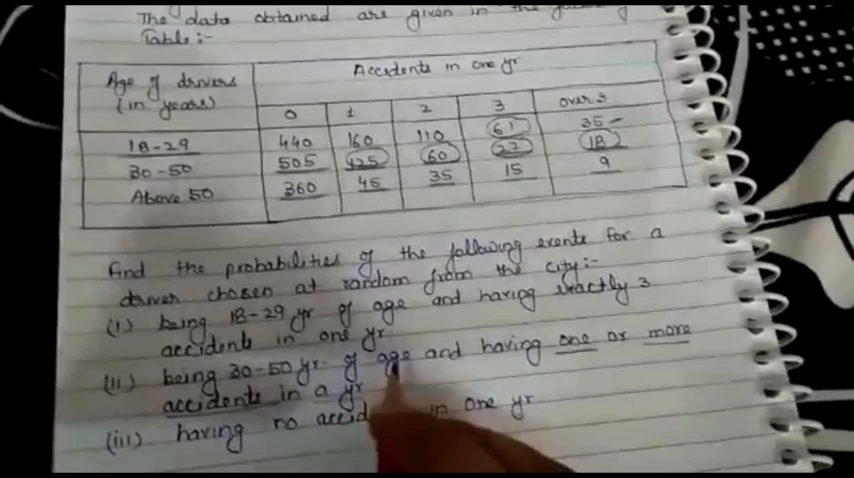 The data obtained are given in the
Table:-
Age of drivers (in years) Accidents in one yr
0 1 2 3 over 3
18-29 440 160 110 61 35
30-50 505 125 60 22 18
Above 50 360 45 35 15 9
find the probabilities of the following events for a
driver chosen at random from the city:-
(i) being 18-29 yr of age and having exactly 3
accidents in one yr
(ii) being 30-50 yr. of age and having one or more
accidents in a yr
(iii) having no in one yr